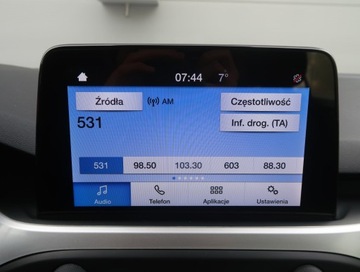 07:44 7°
Źródła AM Częstotliwość
531
Inf. drog. (TA)
531 98.50 103.30 603 88.30
Audio Telefon Aplikacje Ustawienia